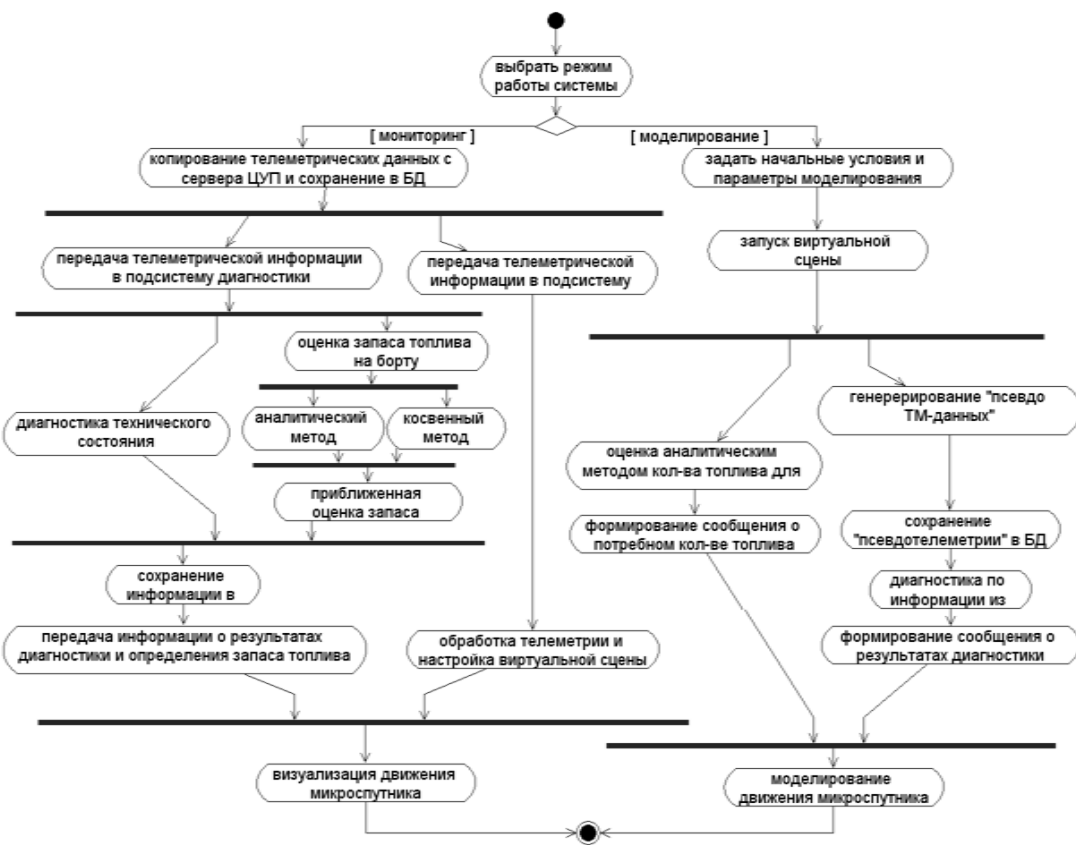 выбрать режим
работы системы
[ мониторинг ]
[ моделирование ]
копирование телеметрических данных с
сервера ЦУП и сохранение в БД
задать начальные условия и
параметры моделирования
передача телеметрической информации
в подсистему диагностики
передача телеметрической
информации в подсистему
запуск виртуальной
сцены
оценка запаса топлива
на борту
аналитический
метод
косвенный
метод
диагностика технического
состояния
приближенная
оценка запаса
генерерирование "псевдо
ТМ-данных"
оценка аналитическим
методом кол-ва топлива для
формирование сообщения о
потребном кол-ве топлива
сохранение
"псевдотелеметрии" в БД
сохранение
информации в
диагностика по
информации из
передача информации о результатах
диагностики и определения запаса топлива
обработка телеметрии и
настройка виртуальной сцены
формирование сообщения о
результатах диагностики
визуализация движения
микроспутника
моделирование
движения микроспутника